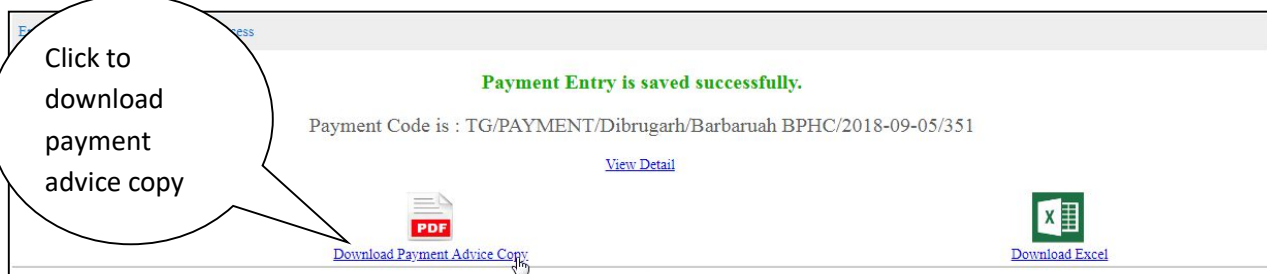 Click to
download
payment
advice copy
Payment Entry is saved successfully.
Payment Code is : TG/PAYMENT/Dibrugarh/Barbaruah BPHC/2018-09-05/351
View Detail
PDF
Download Payment Advice Copy
X
Download Excel